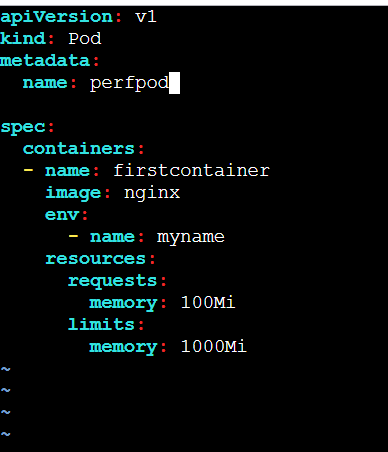 apiVersion: v1
kind: Pod
metadata:
  name: perfpod

spec:
  containers:
  - name: firstcontainer
    image: nginx
    env:
      - name: myname
    resources:
      requests:
        memory: 100Mi
      limits:
        memory: 1000Mi
~
~
~
~